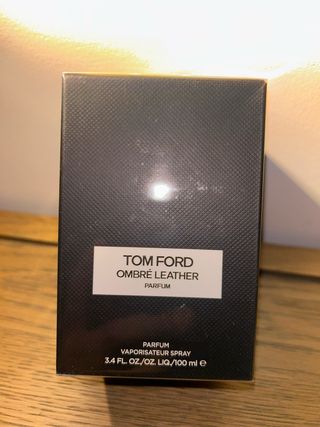 TOM FORD
OMBRÉ LEATHER
PARFUM
PARFUM
VAPORISATEUR SPRAY
3.4 FL. OZ./OZ. LIQ./100 ml ℮